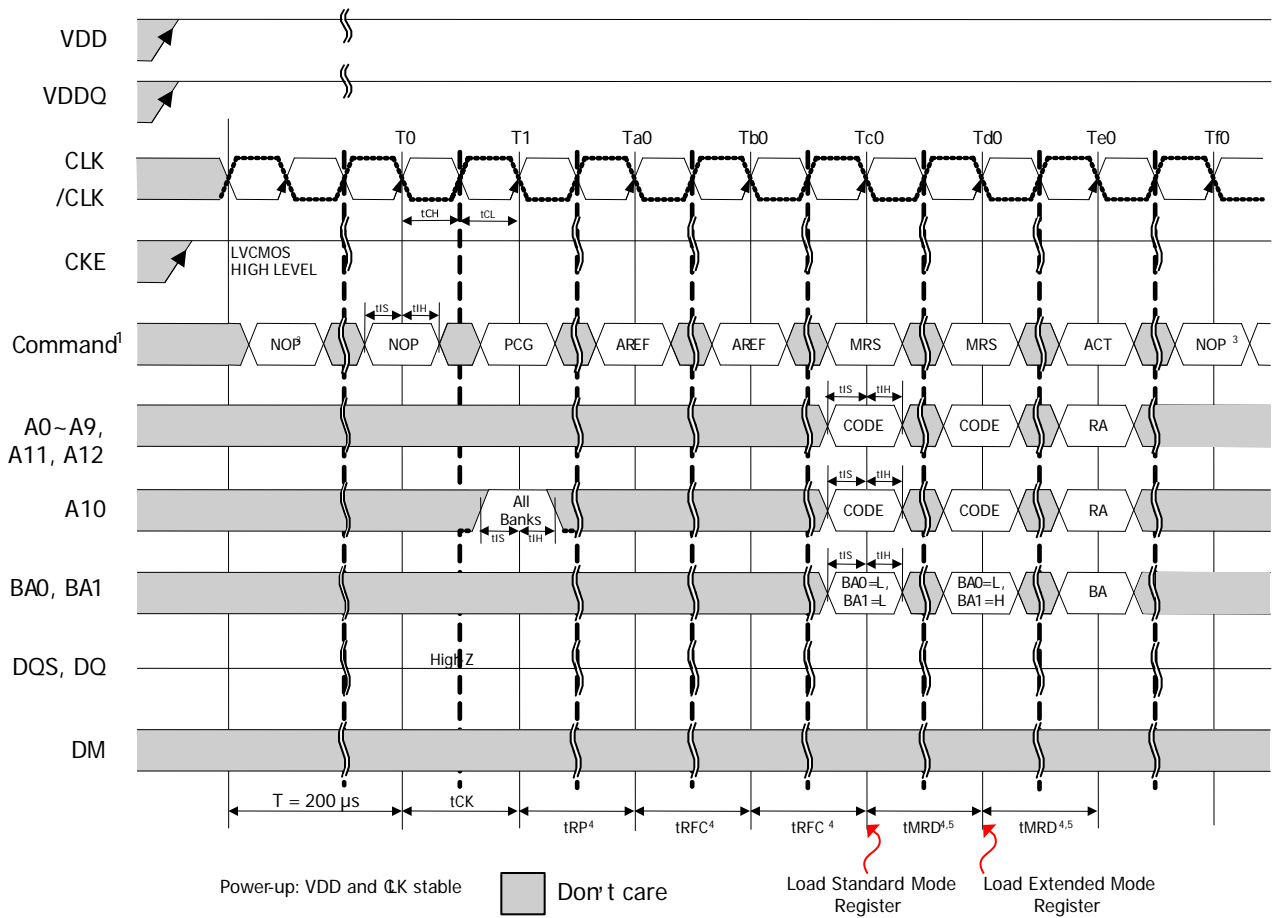 VDD
VDDQ
T0 T1 Ta0 Tb0 Tc0 Td0 Te0 Tf0
CLK
/CLK
tCH tCL
CKE
LVCMOS
HIGH LEVEL
tIS tIH
Command¹ NOP³ NOP PCG AREF AREF MRS MRS ACT NOP ³
tIS tIH
A0~A9,
A11, A12
CODE CODE RA
tIS tIH
A10
All
Banks
CODE CODE RA
tIS tIH
tIS tIH
BA0, BA1
BA0=L,
BA1=L
BA0=L,
BA1=H
BA
DQS, DQ
High-Z
DM
T = 200 µs tCK
tRP⁴ tRFC⁴ tRFC ⁴ tMRD⁴,⁵ tMRD⁴,⁵
Power-up: VDD and CLK stable
Don't care
Load Standard Mode
Register
Load Extended Mode
Register